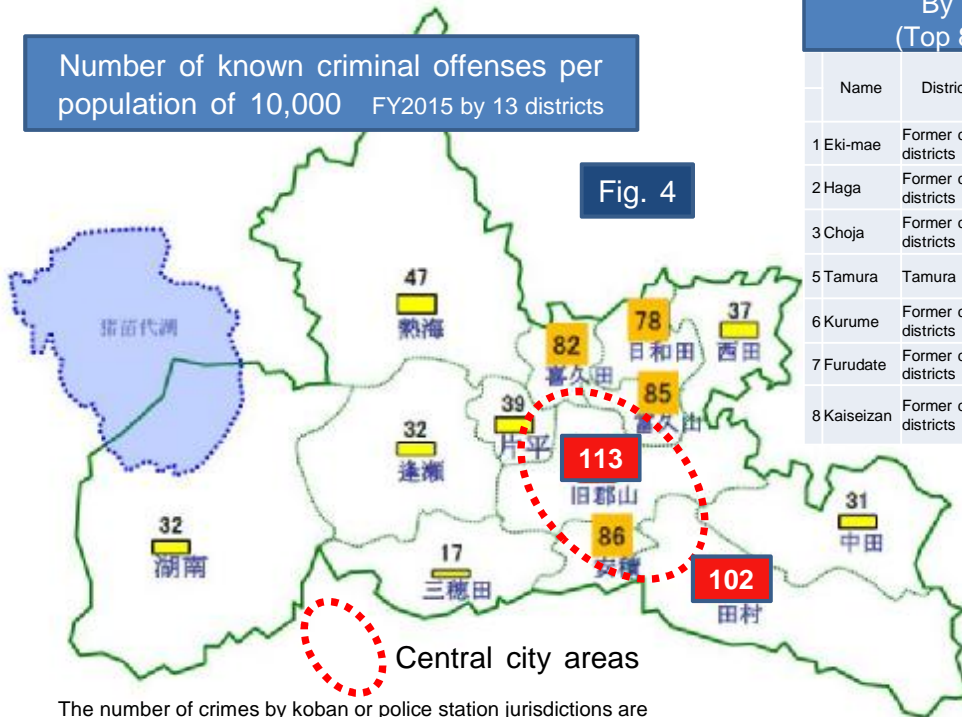 Number of known criminal offenses per
population of 10,000 FY2015 by 13 districts
By
(Top
Fig. 4
Name
1 Eki-mae Former districts
2 Haga Former districts
3 Choja Former districts
5 Tamura Tamura
6 Kurume Former districts
7 Furudate Former districts
8 Kaiseizan Former districts
猪苗代湖
47
熱海
82
喜久田
78
日和田
37
西田
39
片平
85
富久山
32
逢瀬
113
旧郡山
32
湖南
17
三穂田
86
安積
31
中田
102
田村
Central city areas
The number of crimes by koban or police station jurisdictions are